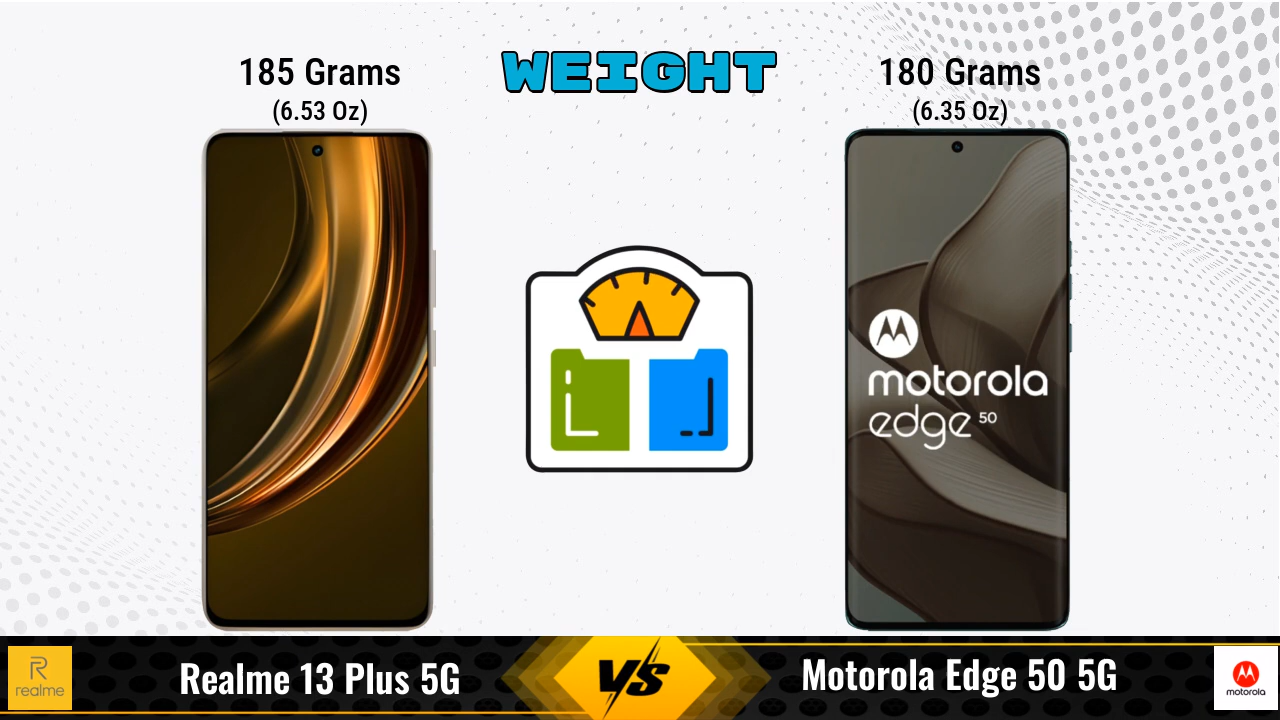 WEIGHT
185 Grams
(6.53 Oz)
180 Grams
(6.35 Oz)
motorola
edge 50
R
realme
Realme 13 Plus 5G
VS
Motorola Edge 50 5G
motorola